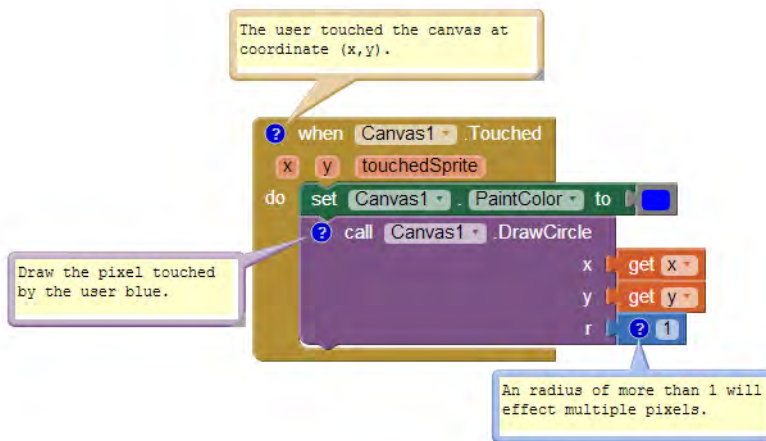 The user touched the canvas at
coordinate (x,y).
? when Canvas1 .Touched
x y touchedSprite
do set Canvas1 . PaintColor to
? call Canvas1 .DrawCircle
x get x
Draw the pixel touched
by the user blue.
y get y
r ? 1
An radius of more than 1 will
effect multiple pixels.